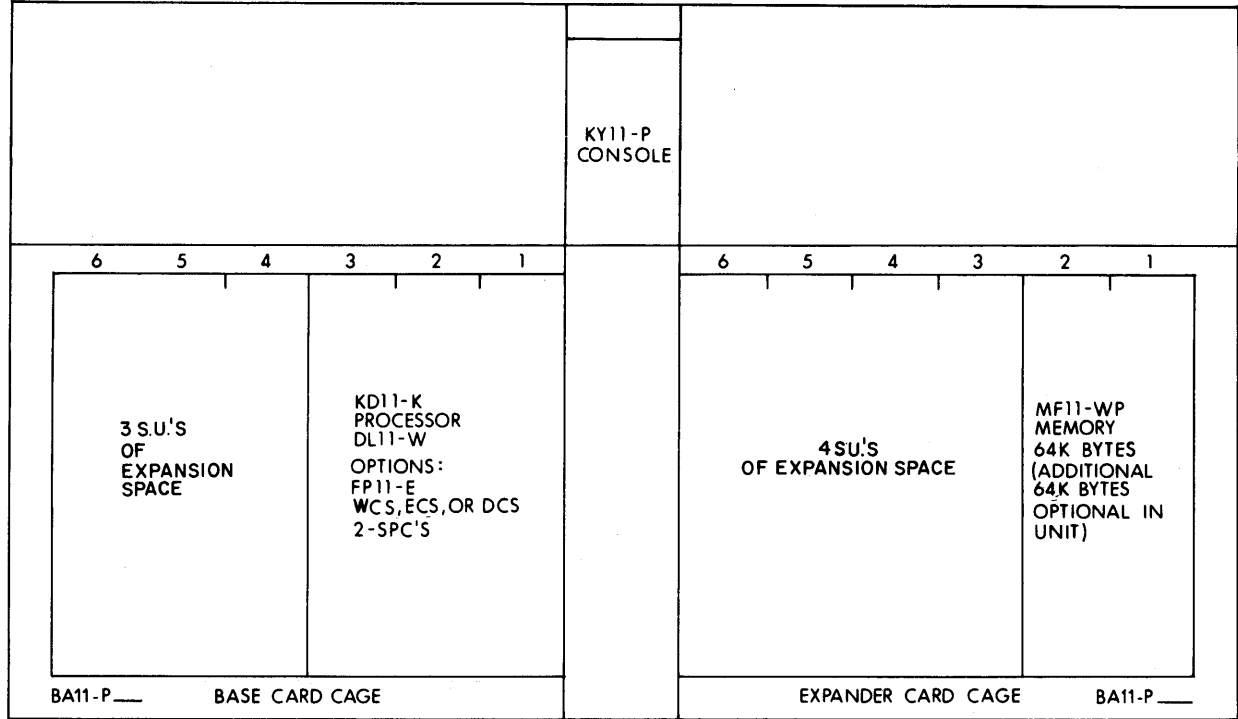 KY11-P
CONSOLE
6 5 4 3 2 1
6 5 4 3 2 1
3 S.U.'S
OF
EXPANSION
SPACE
KD11-K
PROCESSOR
DL11-W
OPTIONS:
FP11-E
WCS, ECS, OR DCS
2-SPC'S
4 S.U.'S
OF EXPANSION SPACE
MF11-WP
MEMORY
64K BYTES
(ADDITIONAL
64K BYTES
OPTIONAL IN
UNIT)
BA11-P__ BASE CARD CAGE
EXPANDER CARD CAGE BA11-P__